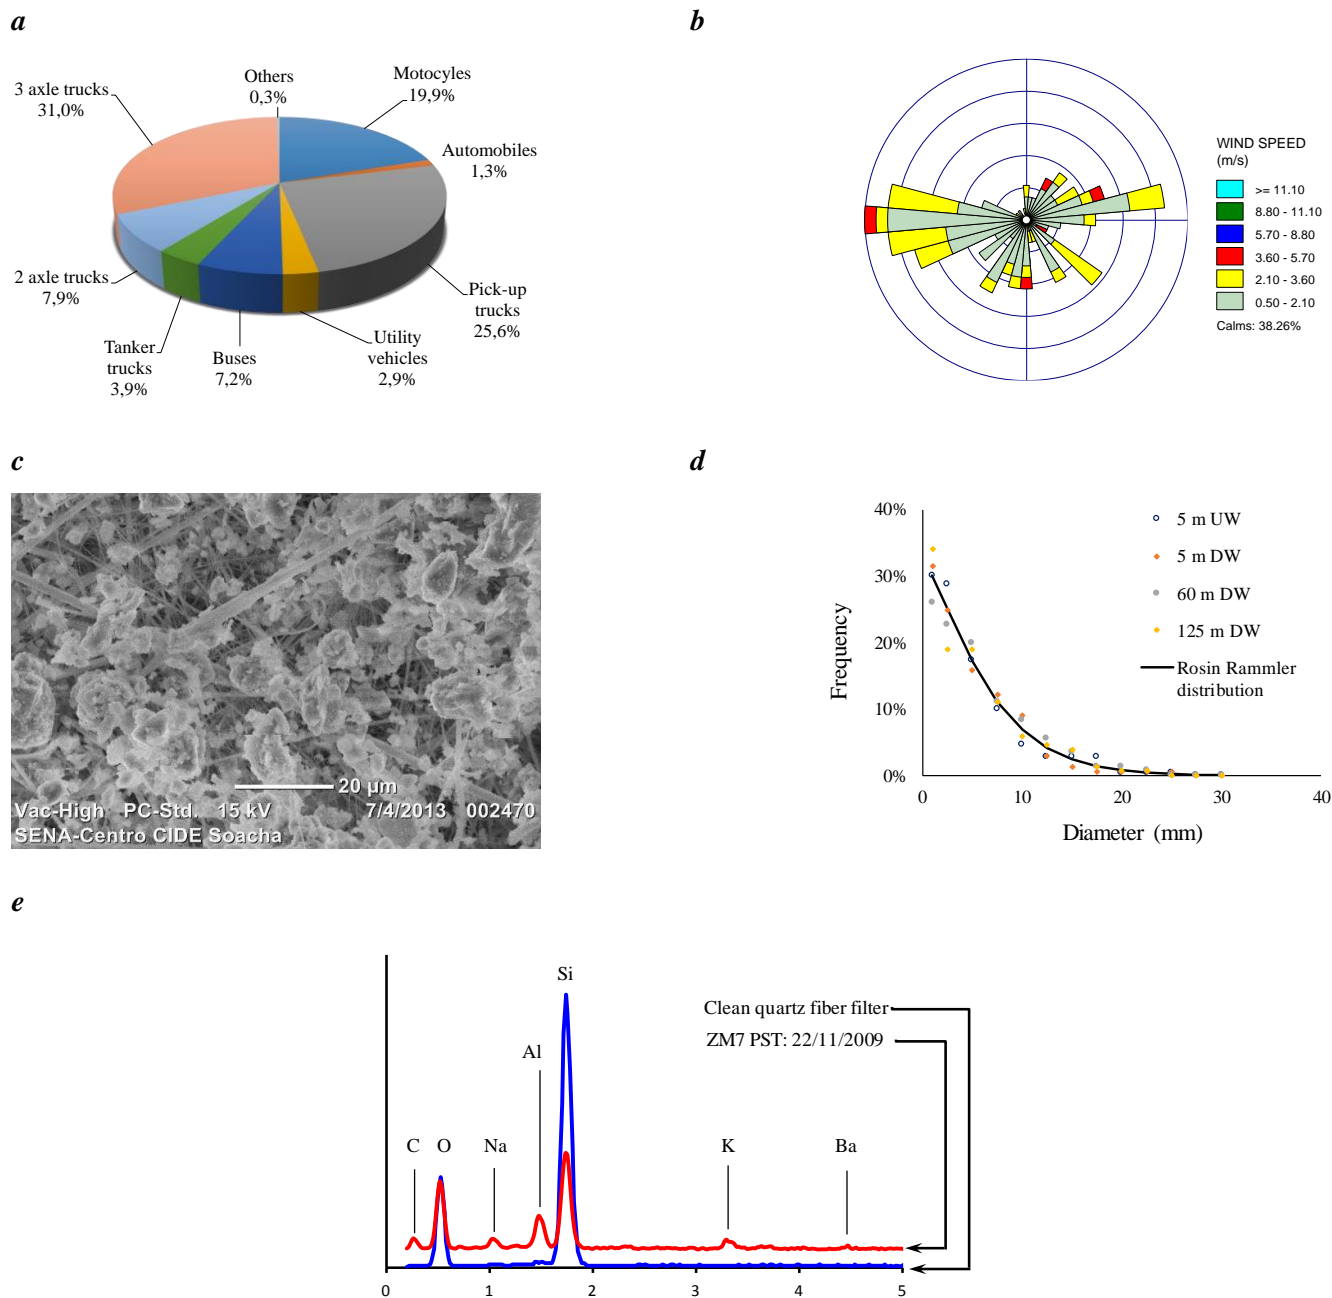 a
Others
0,3%
Motocyles
19,9%
3 axle trucks
31,0%
Automobiles
1,3%
2 axle trucks
7,9%
Pick-up
trucks
25,6%
Tanker
trucks
3,9%
Buses
7,2%
Utility
vehicles
2,9%
b
WIND SPEED
(m/s)
>= 11.10
8.80 - 11.10
5.70 - 8.80
3.60 - 5.70
2.10 - 3.60
0.50 - 2.10
Calms: 38.26%
c
20 µm
Vac-High PC-Std. 15 kV 7/4/2013 002470
SENA-Centro CIDE Soacha
d
40%
30%
20%
10%
0%
Frequency
0 10 20 30 40
Diameter (mm)
5 m UW
5 m DW
60 m DW
125 m DW
Rosin Rammler
distribution
e
Si
Al
C O Na K Ba
Clean quartz fiber filter
ZM7 PST: 22/11/2009
0 1 2 3 4 5